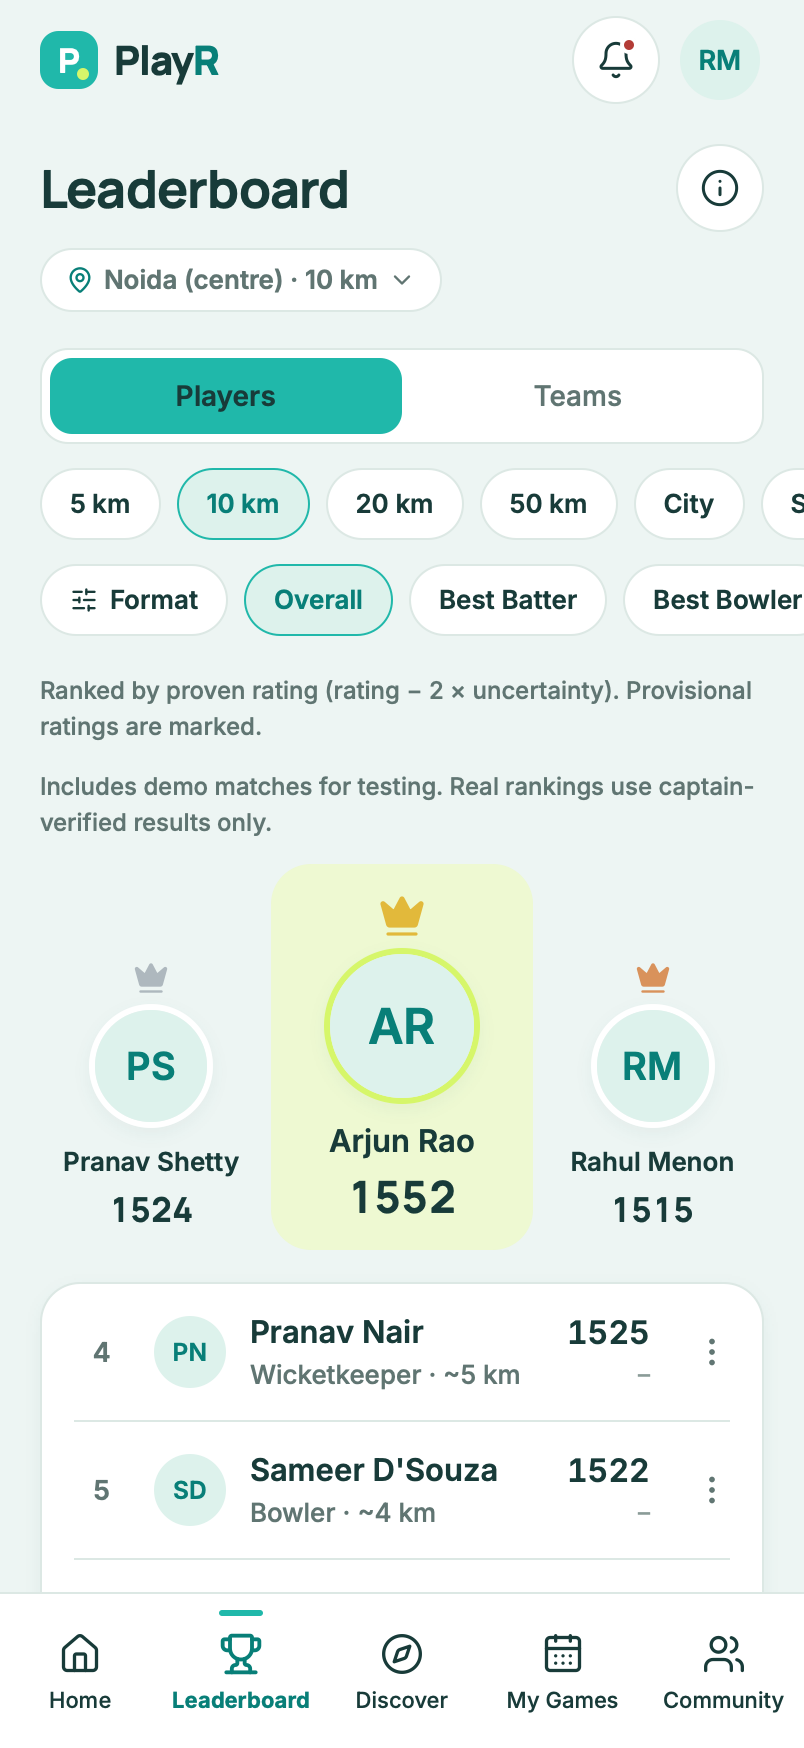 P.
PlayR
RM
Leaderboard
Noida (centre) · 10 km
Players
Teams
5 km
10 km
20 km
50 km
City
S
Format
Overall
Best Batter
Best Bowler
Ranked by proven rating (rating – 2 × uncertainty). Provisional
ratings are marked.
Includes demo matches for testing. Real rankings use captain-
verified results only.
PS
Pranav Shetty
1524
AR
Arjun Rao
1552
RM
Rahul Menon
1515
4
PN
Pranav Nair
Wicketkeeper · ~5 km
1525
–
5
SD
Sameer D'Souza
Bowler · ~4 km
1522
–
Home
Leaderboard
Discover
My Games
Community